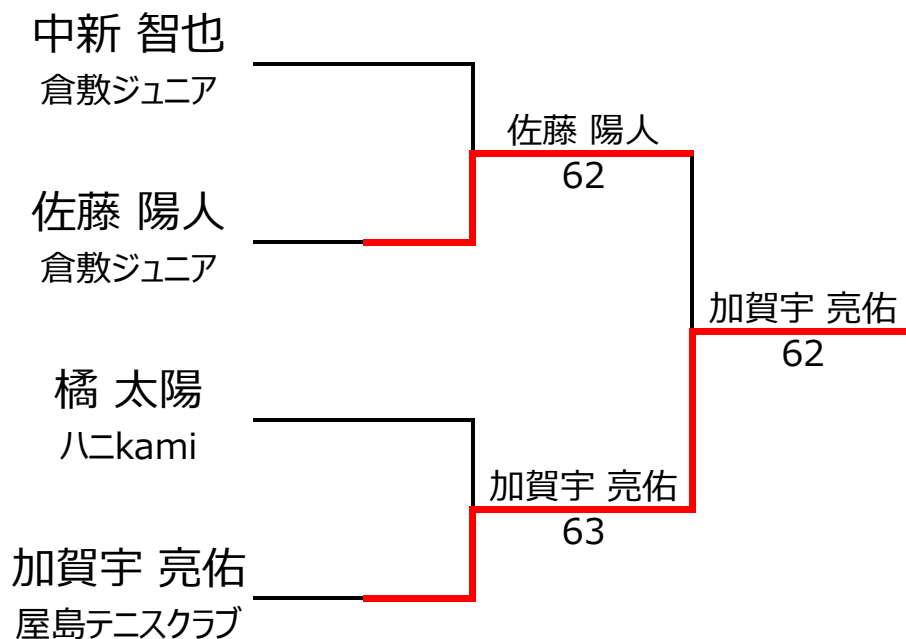 中新 智也
倉敷ジュニア
佐藤 陽人
62
佐藤 陽人
倉敷ジュニア
加賀宇 亮佑
62
橘 太陽
ハニkami
加賀宇 亮佑
63
加賀宇 亮佑
屋島テニスクラブ